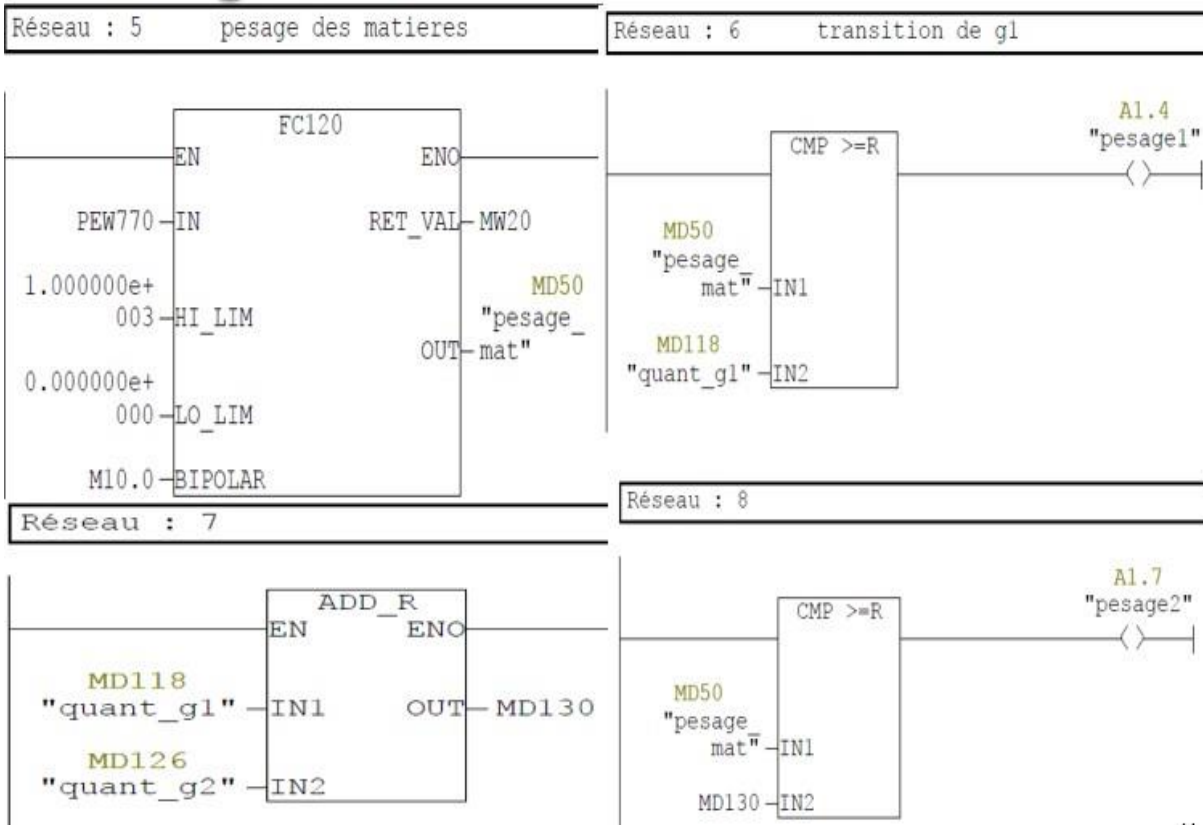 Réseau : 5 pesage des matieres
FC120
EN ENO
PEW770 IN RET_VAL MW20
1.000000e+
003 HI_LIM
MD50
"pesage_
OUT mat"
0.000000e+
000 LO_LIM
M10.0 BIPOLAR
Réseau : 6 transition de g1
A1.4
"pesage1"
CMP >=R
MD50
"pesage_
mat" IN1
MD118
"quant_g1" IN2
Réseau : 7
ADD_R
EN ENO
MD118
"quant_g1" IN1 OUT MD130
MD126
"quant_g2" IN2
Réseau : 8
A1.7
"pesage2"
CMP >=R
MD50
"pesage_
mat" IN1
MD130 IN2